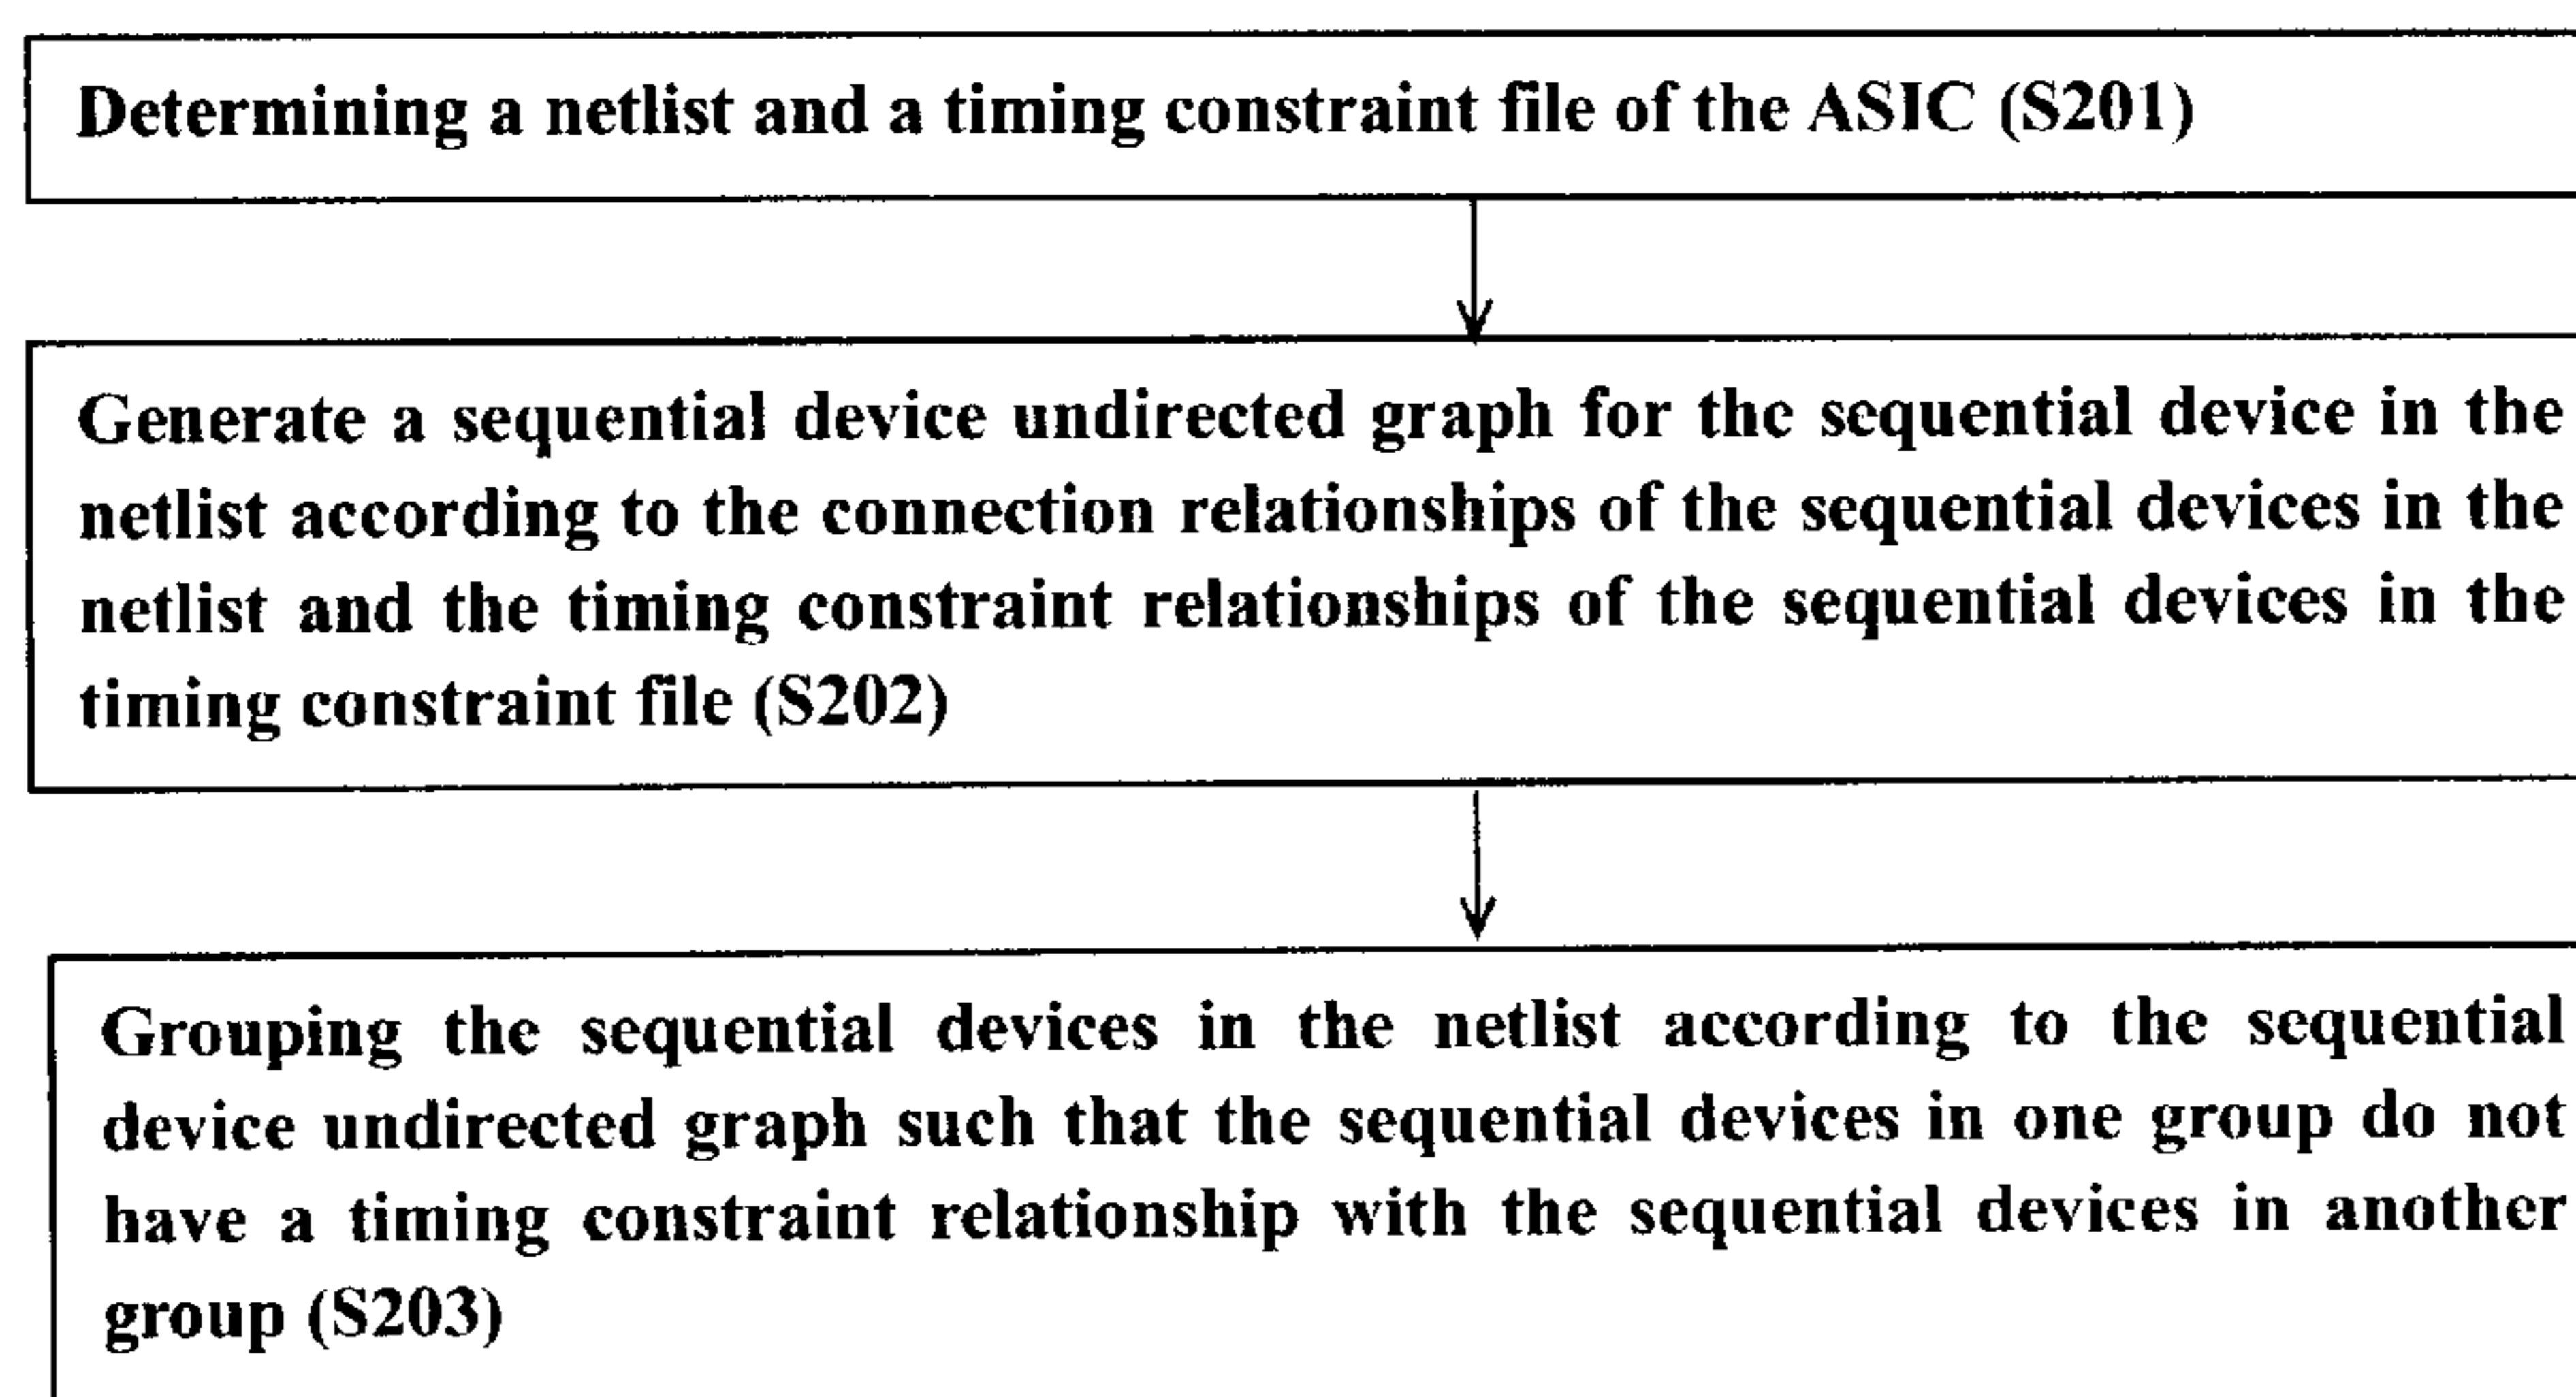 Determining a netlist and a timing constraint file of the ASIC (S201)
Generate a sequential device undirected graph for the sequential device in the
netlist according to the connection relationships of the sequential devices in the
netlist and the timing constraint relationships of the sequential devices in the
timing constraint file (S202)
Grouping the sequential devices in the netlist according to the sequential
device undirected graph such that the sequential devices in one group do not
have a timing constraint relationship with the sequential devices in another
group (S203)